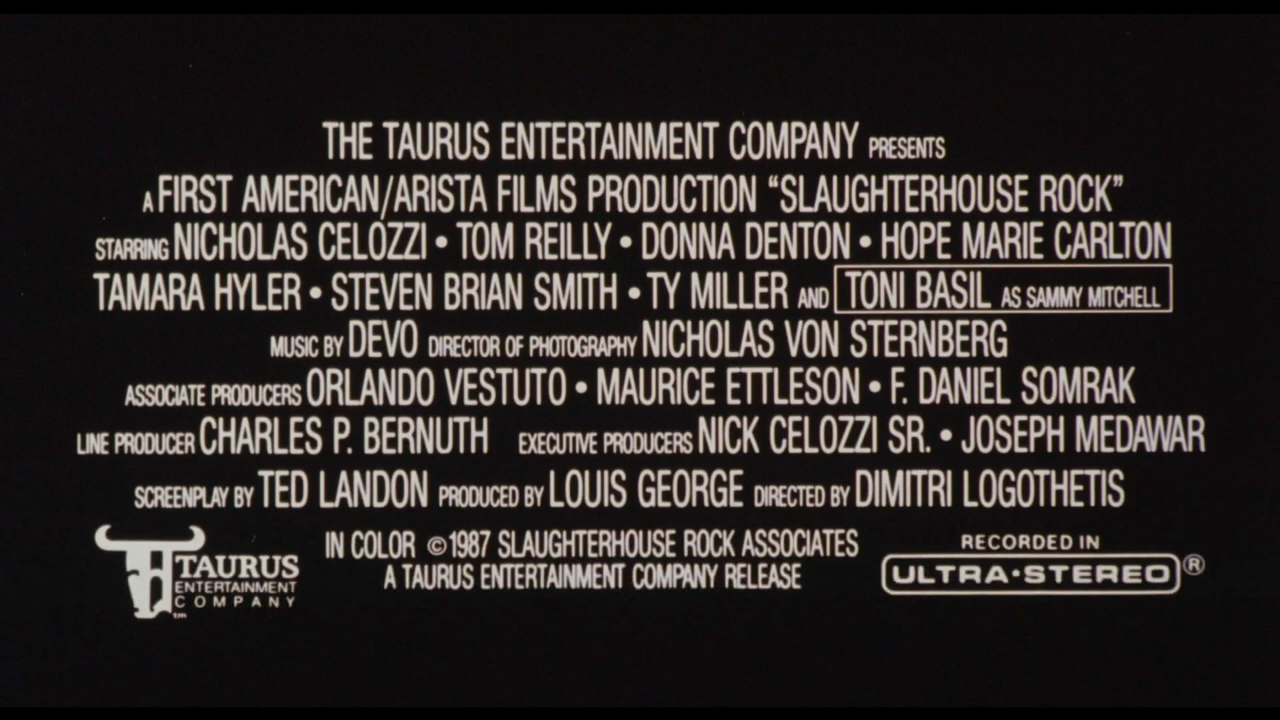 THE TAURUS ENTERTAINMENT COMPANY PRESENTS
A FIRST AMERICAN/ARISTA FILMS PRODUCTION "SLAUGHTERHOUSE ROCK"
STARRING NICHOLAS CELOZZI • TOM REILLY • DONNA DENTON • HOPE MARIE CARLTON
TAMARA HYLER • STEVEN BRIAN SMITH • TY MILLER AND TONI BASIL AS SAMMY MITCHELL
MUSIC BY DEVO DIRECTOR OF PHOTOGRAPHY NICHOLAS VON STERNBERG
ASSOCIATE PRODUCERS ORLANDO VESTUTO • MAURICE ETTLESON • F. DANIEL SOMRAK
LINE PRODUCER CHARLES P. BERNUTH EXECUTIVE PRODUCERS NICK CELOZZI SR. • JOSEPH MEDAWAR
SCREENPLAY BY TED LANDON PRODUCED BY LOUIS GEORGE DIRECTED BY DIMITRI LOGOTHETIS
TAURUS
ENTERTAINMENT
COMPANY
TM
IN COLOR ©1987 SLAUGHTERHOUSE ROCK ASSOCIATES
A TAURUS ENTERTAINMENT COMPANY RELEASE
RECORDED IN
ULTRA•STEREO ®